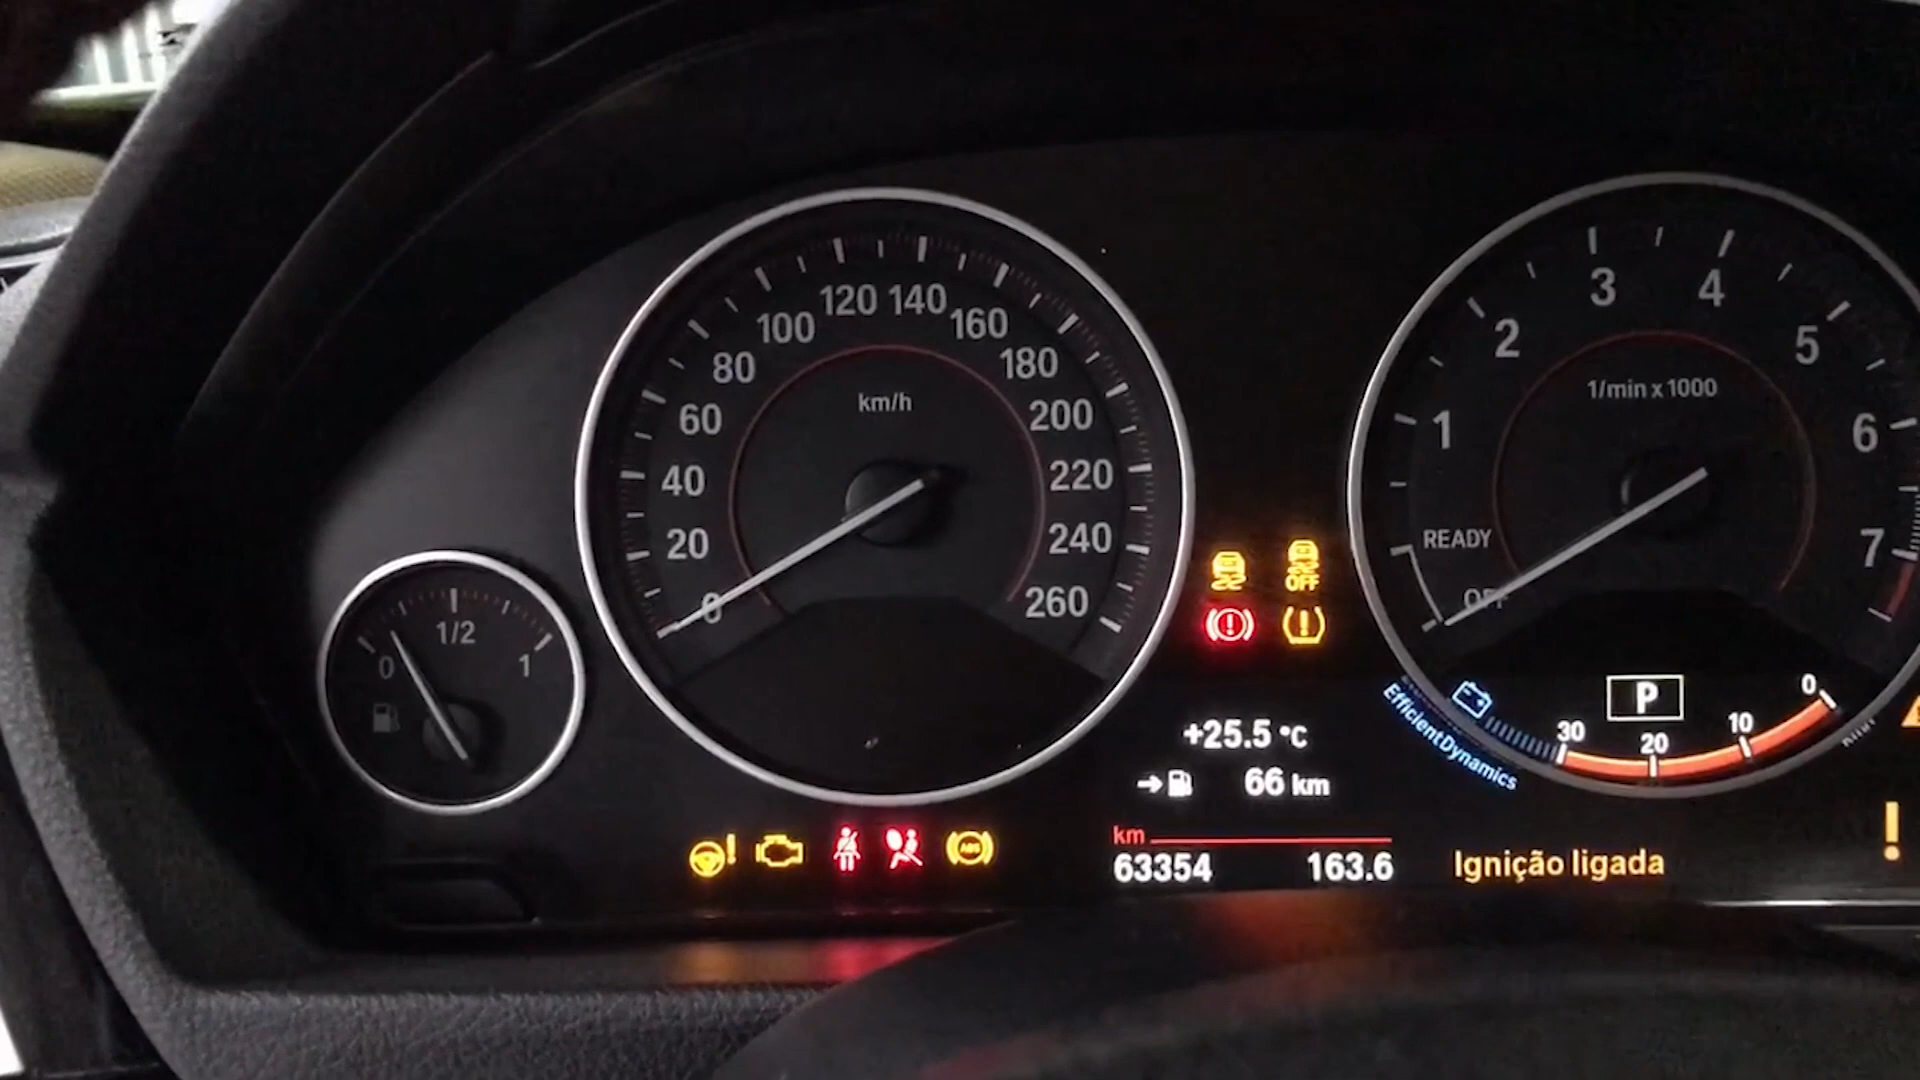 120 140
100
160
80
180
60
200
40
220
20
240
0
260
km/h
1/2
0
1
3
4
2
5
1
6
7
1/min x 1000
READY
OFF
OFF
ABS
P
0
10
20
30
EfficientDynamics
+25.5 °C
66 km
km
63354 163.6
Ignição ligada